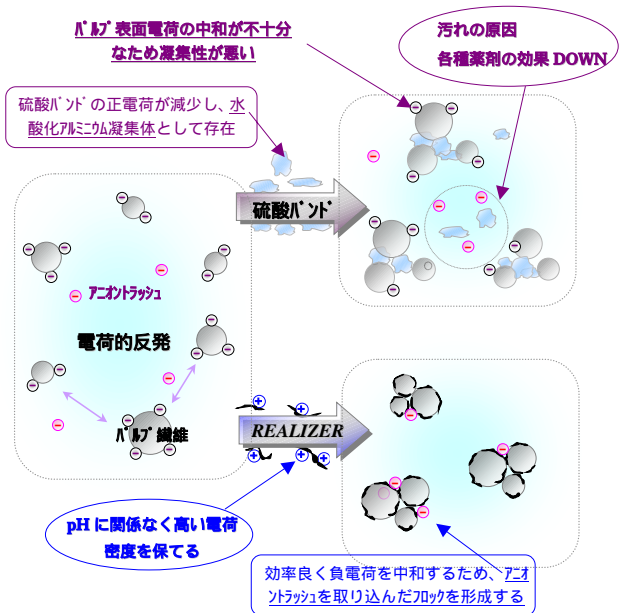 ﾊﾟﾙﾌﾟ表面電荷の中和が不十分
なため凝集性が悪い
汚れの原因
各種薬剤の効果 DOWN
硫酸ﾊﾞﾝﾄﾞの正電荷が減少し、水
酸化ｱﾙﾐﾆｳﾑ凝集体として存在
硫酸ﾊﾞﾝﾄﾞ
ｱﾆｵﾝﾄﾗｯｼｭ
電荷的反発
ﾊﾟﾙﾌﾟ繊維
REALIZER
pH に関係なく高い電荷
密度を保てる
効率良く負電荷を中和するため、ｱﾆｵ
ﾝﾄﾗｯｼｭを取り込んだﾌﾛｯｸを形成する